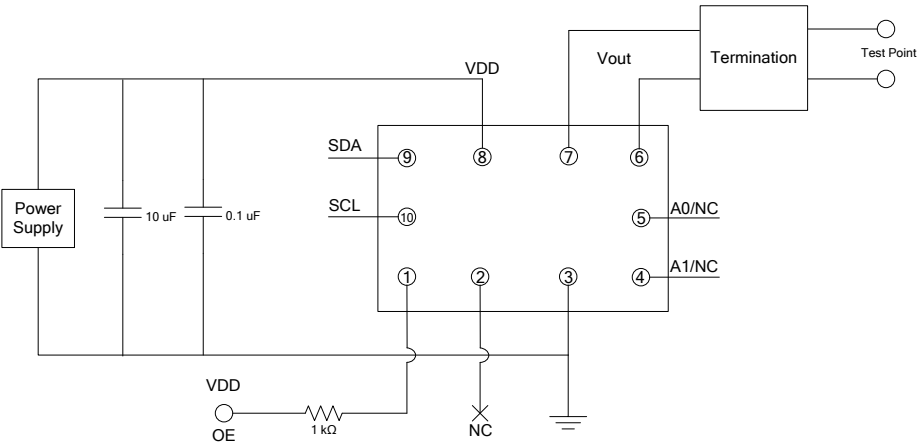 Vout
Termination
Test Point
VDD
SDA
9
8
7
6
Power
Supply
10 uF
0.1 uF
SCL
10
5
A0/NC
1
2
3
4
A1/NC
VDD
OE
1 kΩ
NC